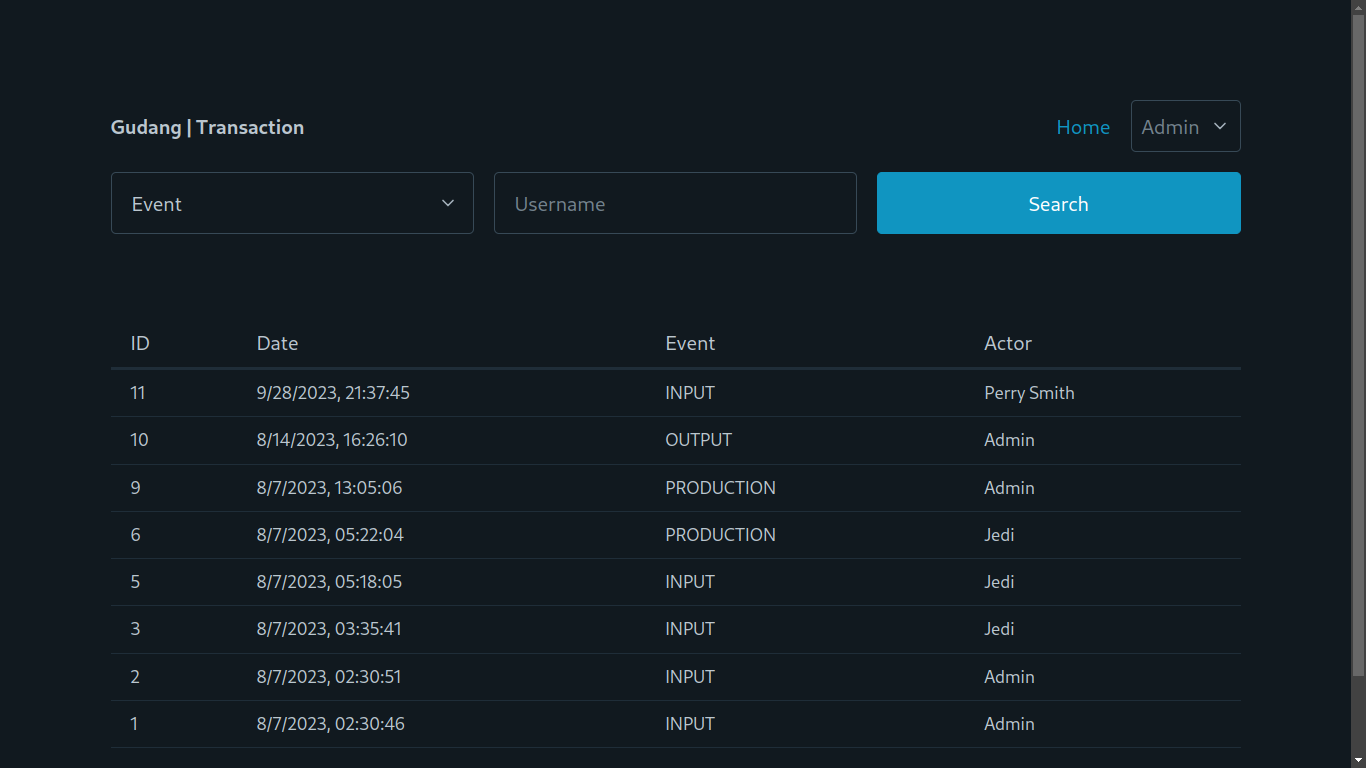 Gudang | Transaction Home Admin
Event Username Search
ID Date Event Actor
11 9/28/2023, 21:37:45 INPUT Perry Smith
10 8/14/2023, 16:26:10 OUTPUT Admin
9 8/7/2023, 13:05:06 PRODUCTION Admin
6 8/7/2023, 05:22:04 PRODUCTION Jedi
5 8/7/2023, 05:18:05 INPUT Jedi
3 8/7/2023, 03:35:41 INPUT Jedi
2 8/7/2023, 02:30:51 INPUT Admin
1 8/7/2023, 02:30:46 INPUT Admin